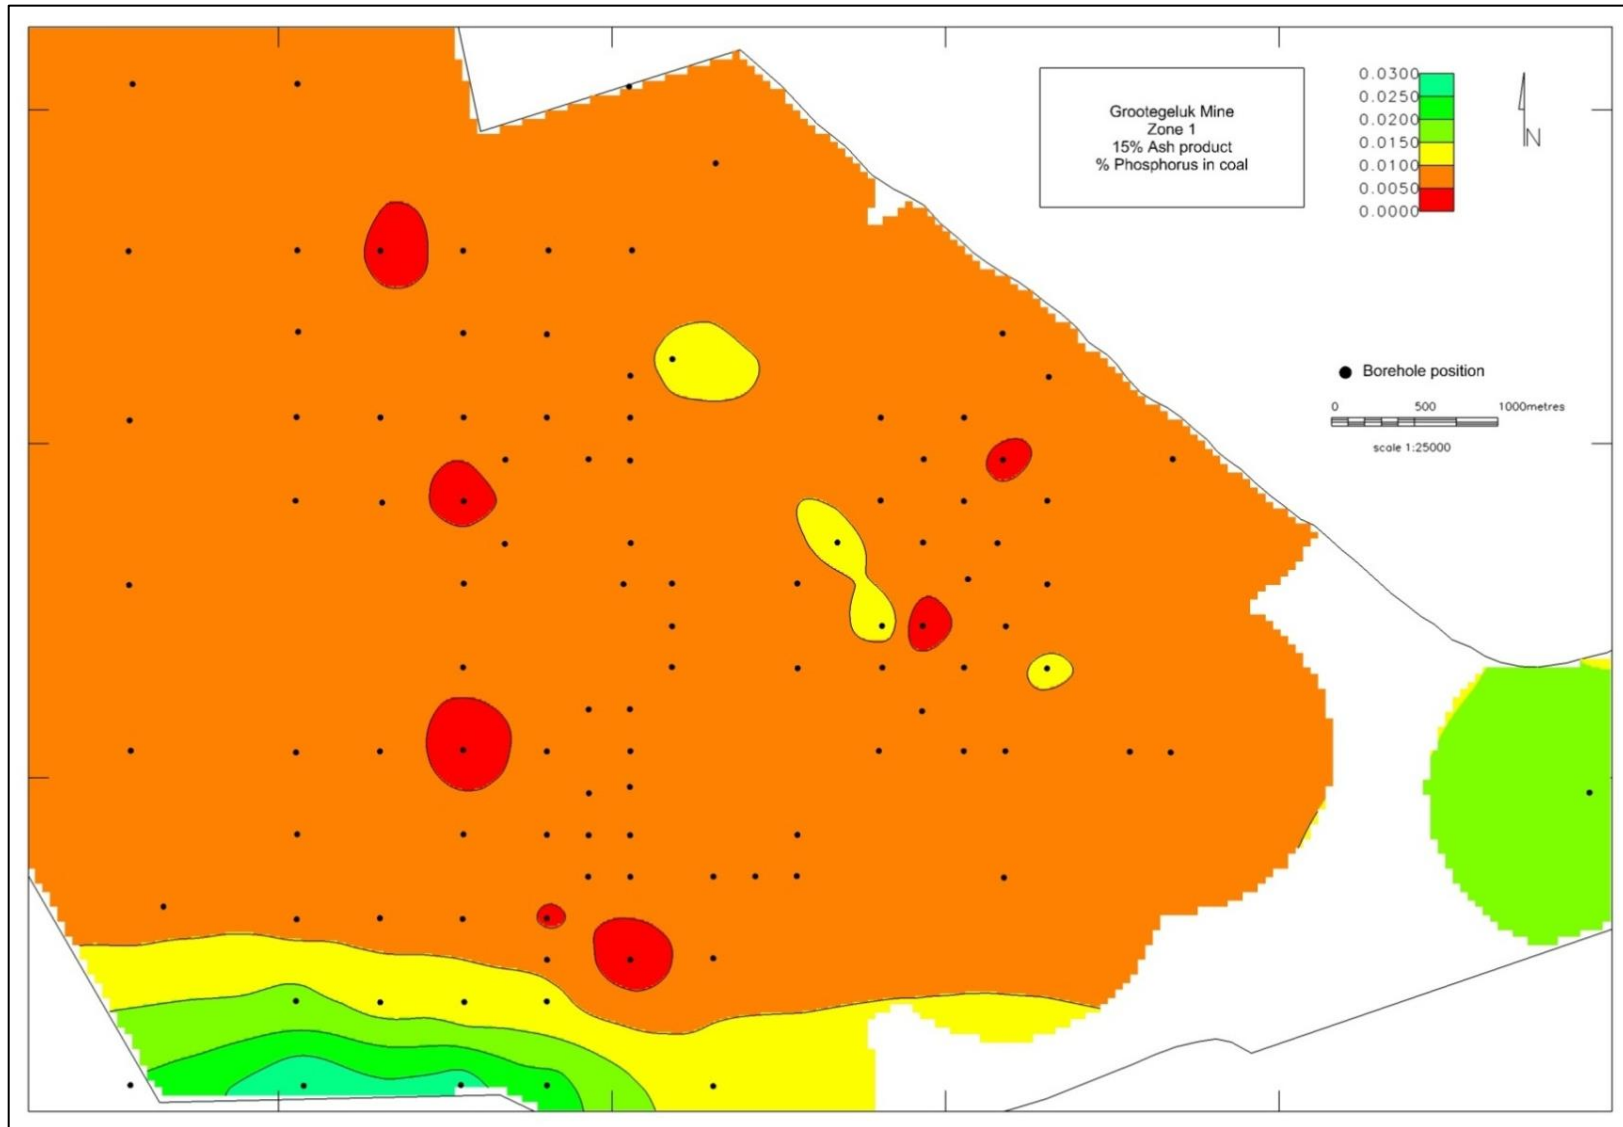 Grootegeluk Mine
Zone 1
15% Ash product
% Phosphorus in coal
0.0300
0.0250
0.0200
0.0150
0.0100
0.0050
0.0000
N
Borehole position
0 500 1000metres
scale 1:25000